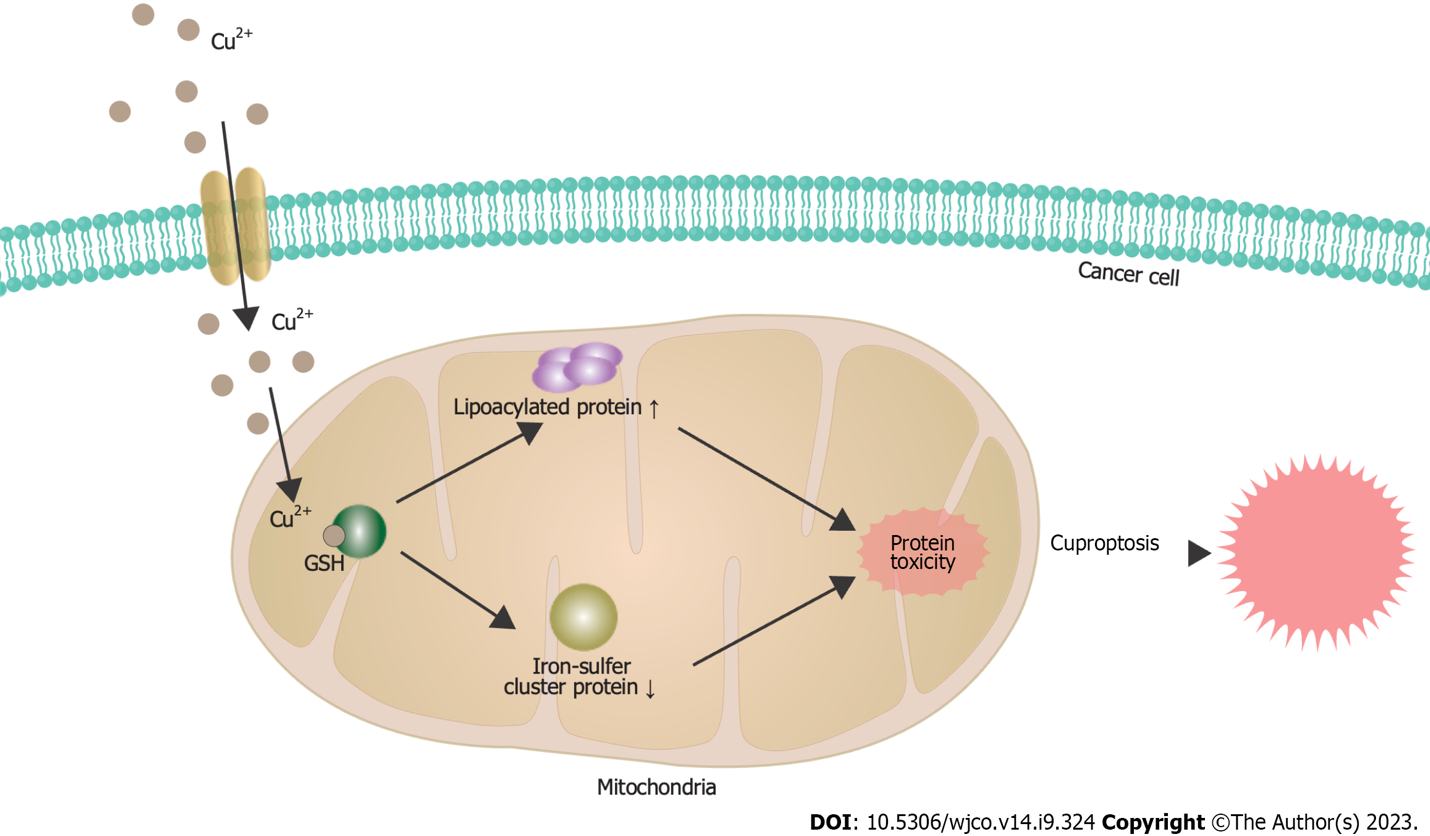 Cu²⁺
Cancer cell
Cu²⁺
Lipoacylated protein ↑
Cu²⁺
GSH
Protein
toxicity
Cuproptosis
Iron-sulfer
cluster protein ↓
Mitochondria
DOI: 10.5306/wjco.v14.i9.324 Copyright ©The Author(s) 2023.